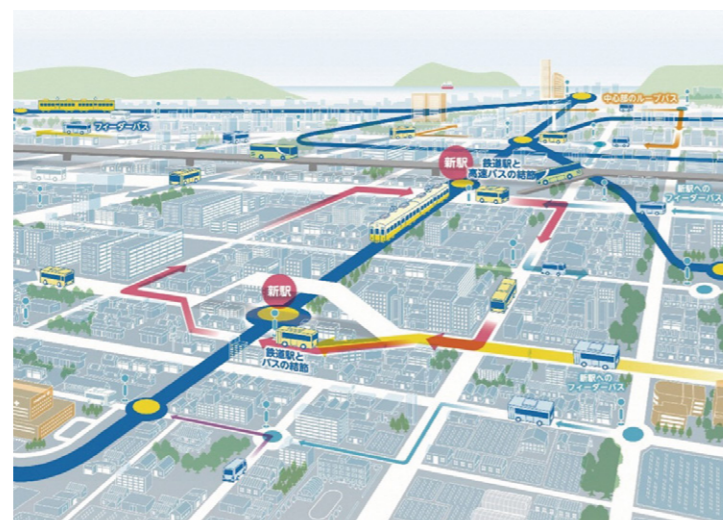 中心部のループバス
フィーダーバス
新駅
鉄道駅と
高速バスの結節
新駅への
フィーダーバス
新駅
鉄道駅と
バスの結節
新駅への
フィーダーバス